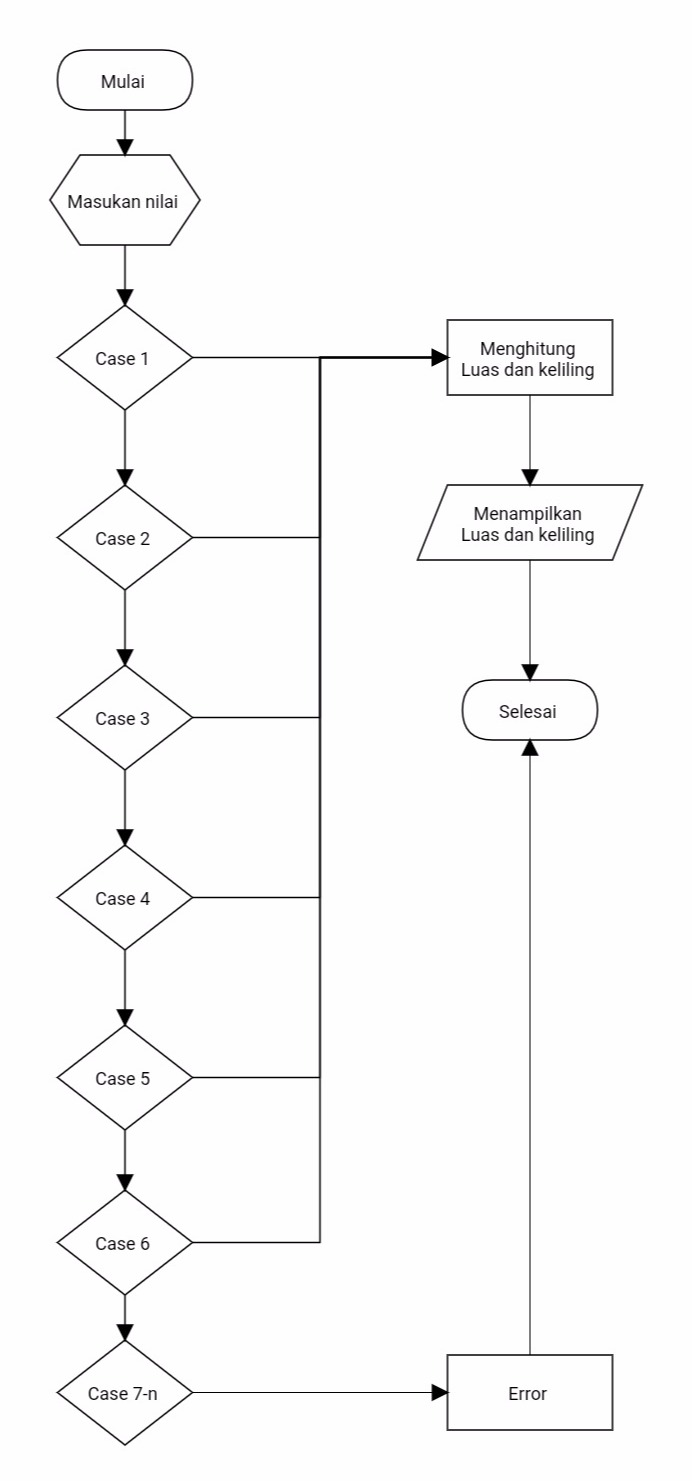 Mulai
Masukan nilai
Case 1
Menghitung
Luas dan keliling
Case 2
Menampilkan
Luas dan keliling
Case 3
Selesai
Case 4
Case 5
Case 6
Case 7-n
Error